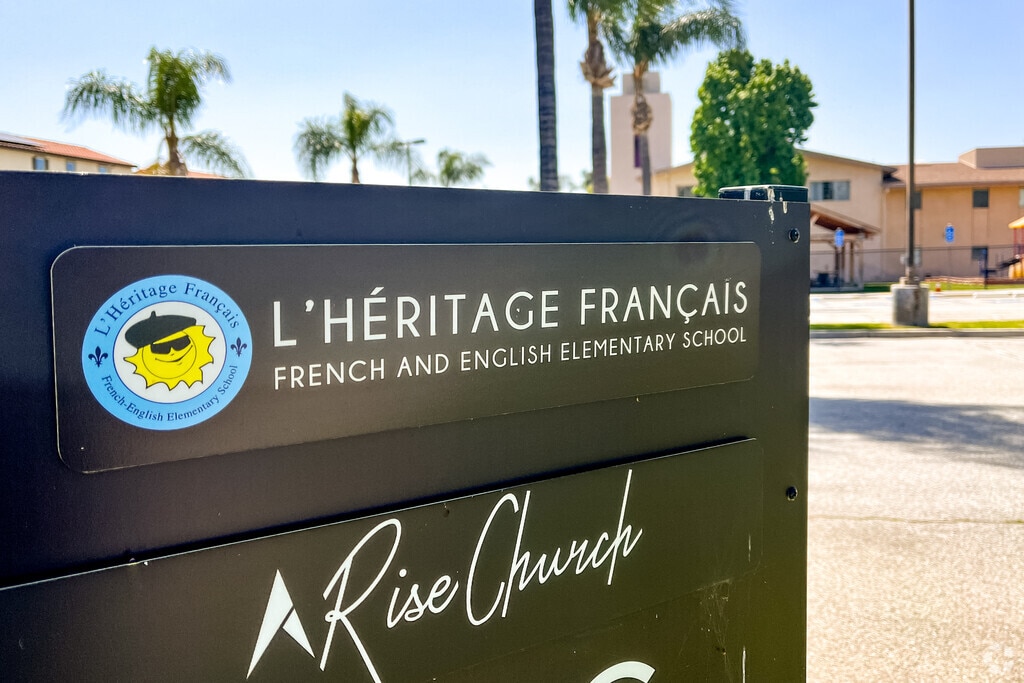 L'Héritage Français
French-English Elementary School
L'HÉRITAGE FRANÇAIS
FRENCH AND ENGLISH ELEMENTARY SCHOOL
Rise Church